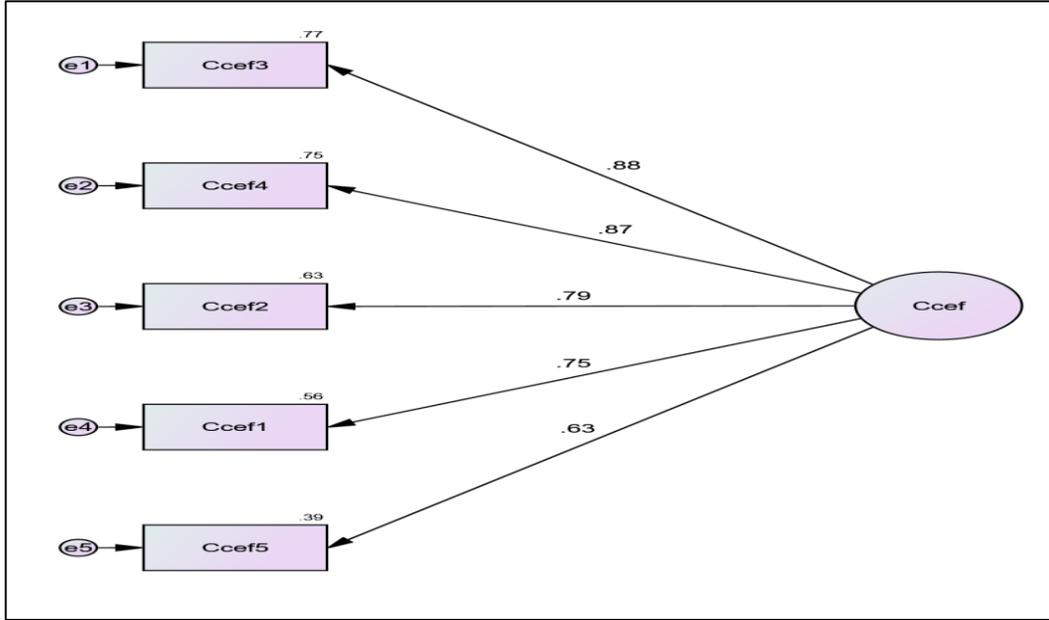 .77
e1
Ccef3
.88
.75
e2
Ccef4
.87
.63
e3
Ccef2
.79
Ccef
.56
e4
Ccef1
.75
.39
e5
Ccef5
.63